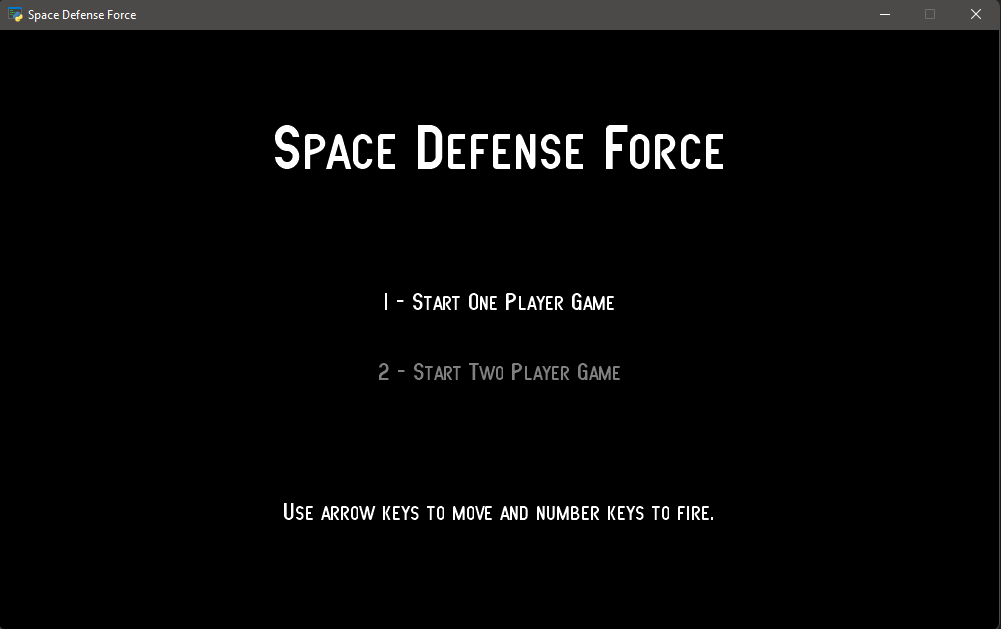 Space Defense Force
Space Defense Force
1 - Start One Player Game
2 - Start Two Player Game
Use arrow keys to move and number keys to fire.